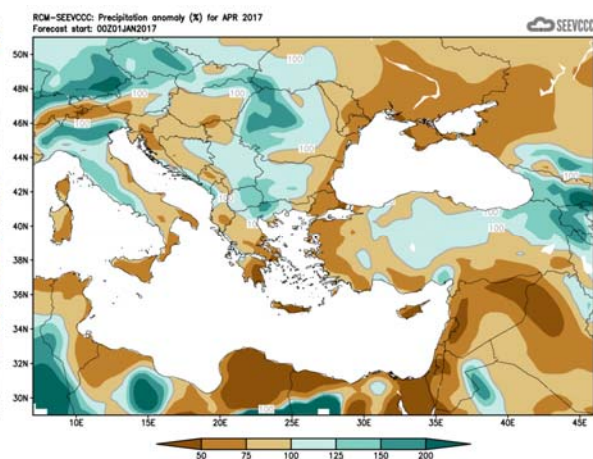 RCM-SEEVCCC: Precipitation anomaly (%) for APR 2017
Forecast start: 00Z01JAN2017
SEEVCCC
50N
48N
46N
44N
42N
40N
38N
36N
34N
32N
30N
100
100
100
100
100
100
100
100
10E
15E
20E
25E
30E
35E
40E
45E
50
75
100
125
150
200